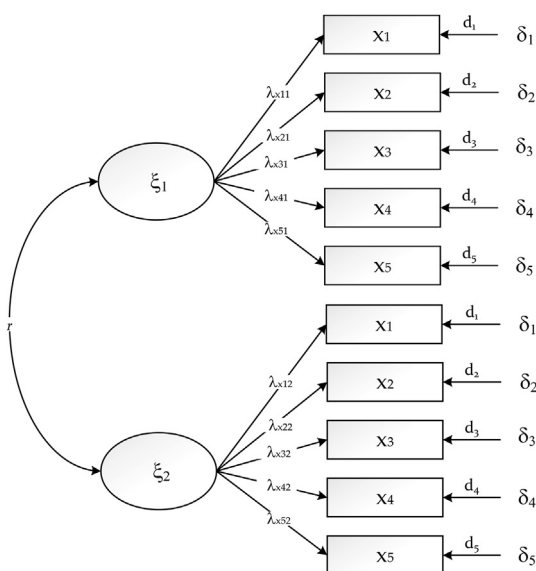 x1 d₁ δ₁
λx11
x2 d₂ δ₂
λx21
x3 d₃ δ₃
λx31
ξ₁
x4 d₄ δ₄
λx41
λx51
x5 d₅ δ₅
r
x1 d₁ δ₁
λx12
x2 d₂ δ₂
λx22
x3 d₃ δ₃
λx32
ξ₂
λx42
x4 d₄ δ₄
λx52
x5 d₅ δ₅